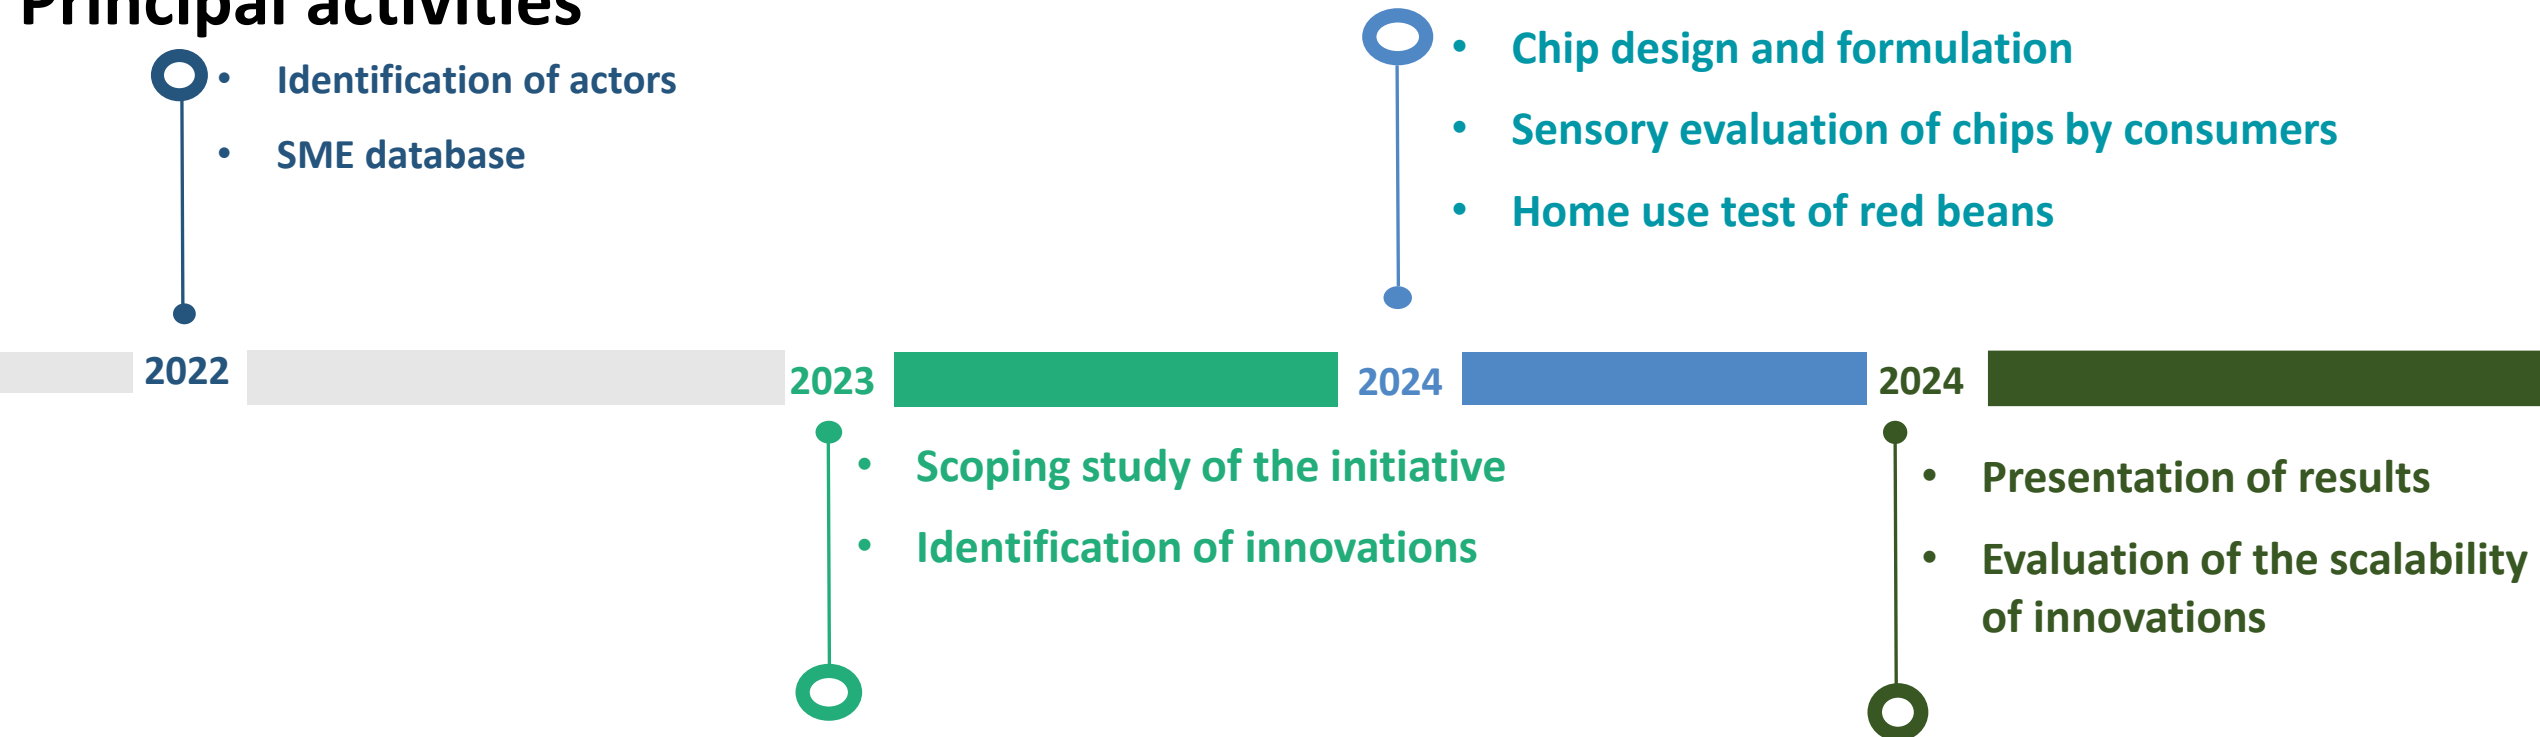 Principal activities
• Identification of actors
• SME database
• Chip design and formulation
• Sensory evaluation of chips by consumers
• Home use test of red beans
2022
2023
2024
2024
• Scoping study of the initiative
• Identification of innovations
• Presentation of results
• Evaluation of the scalability
of innovations